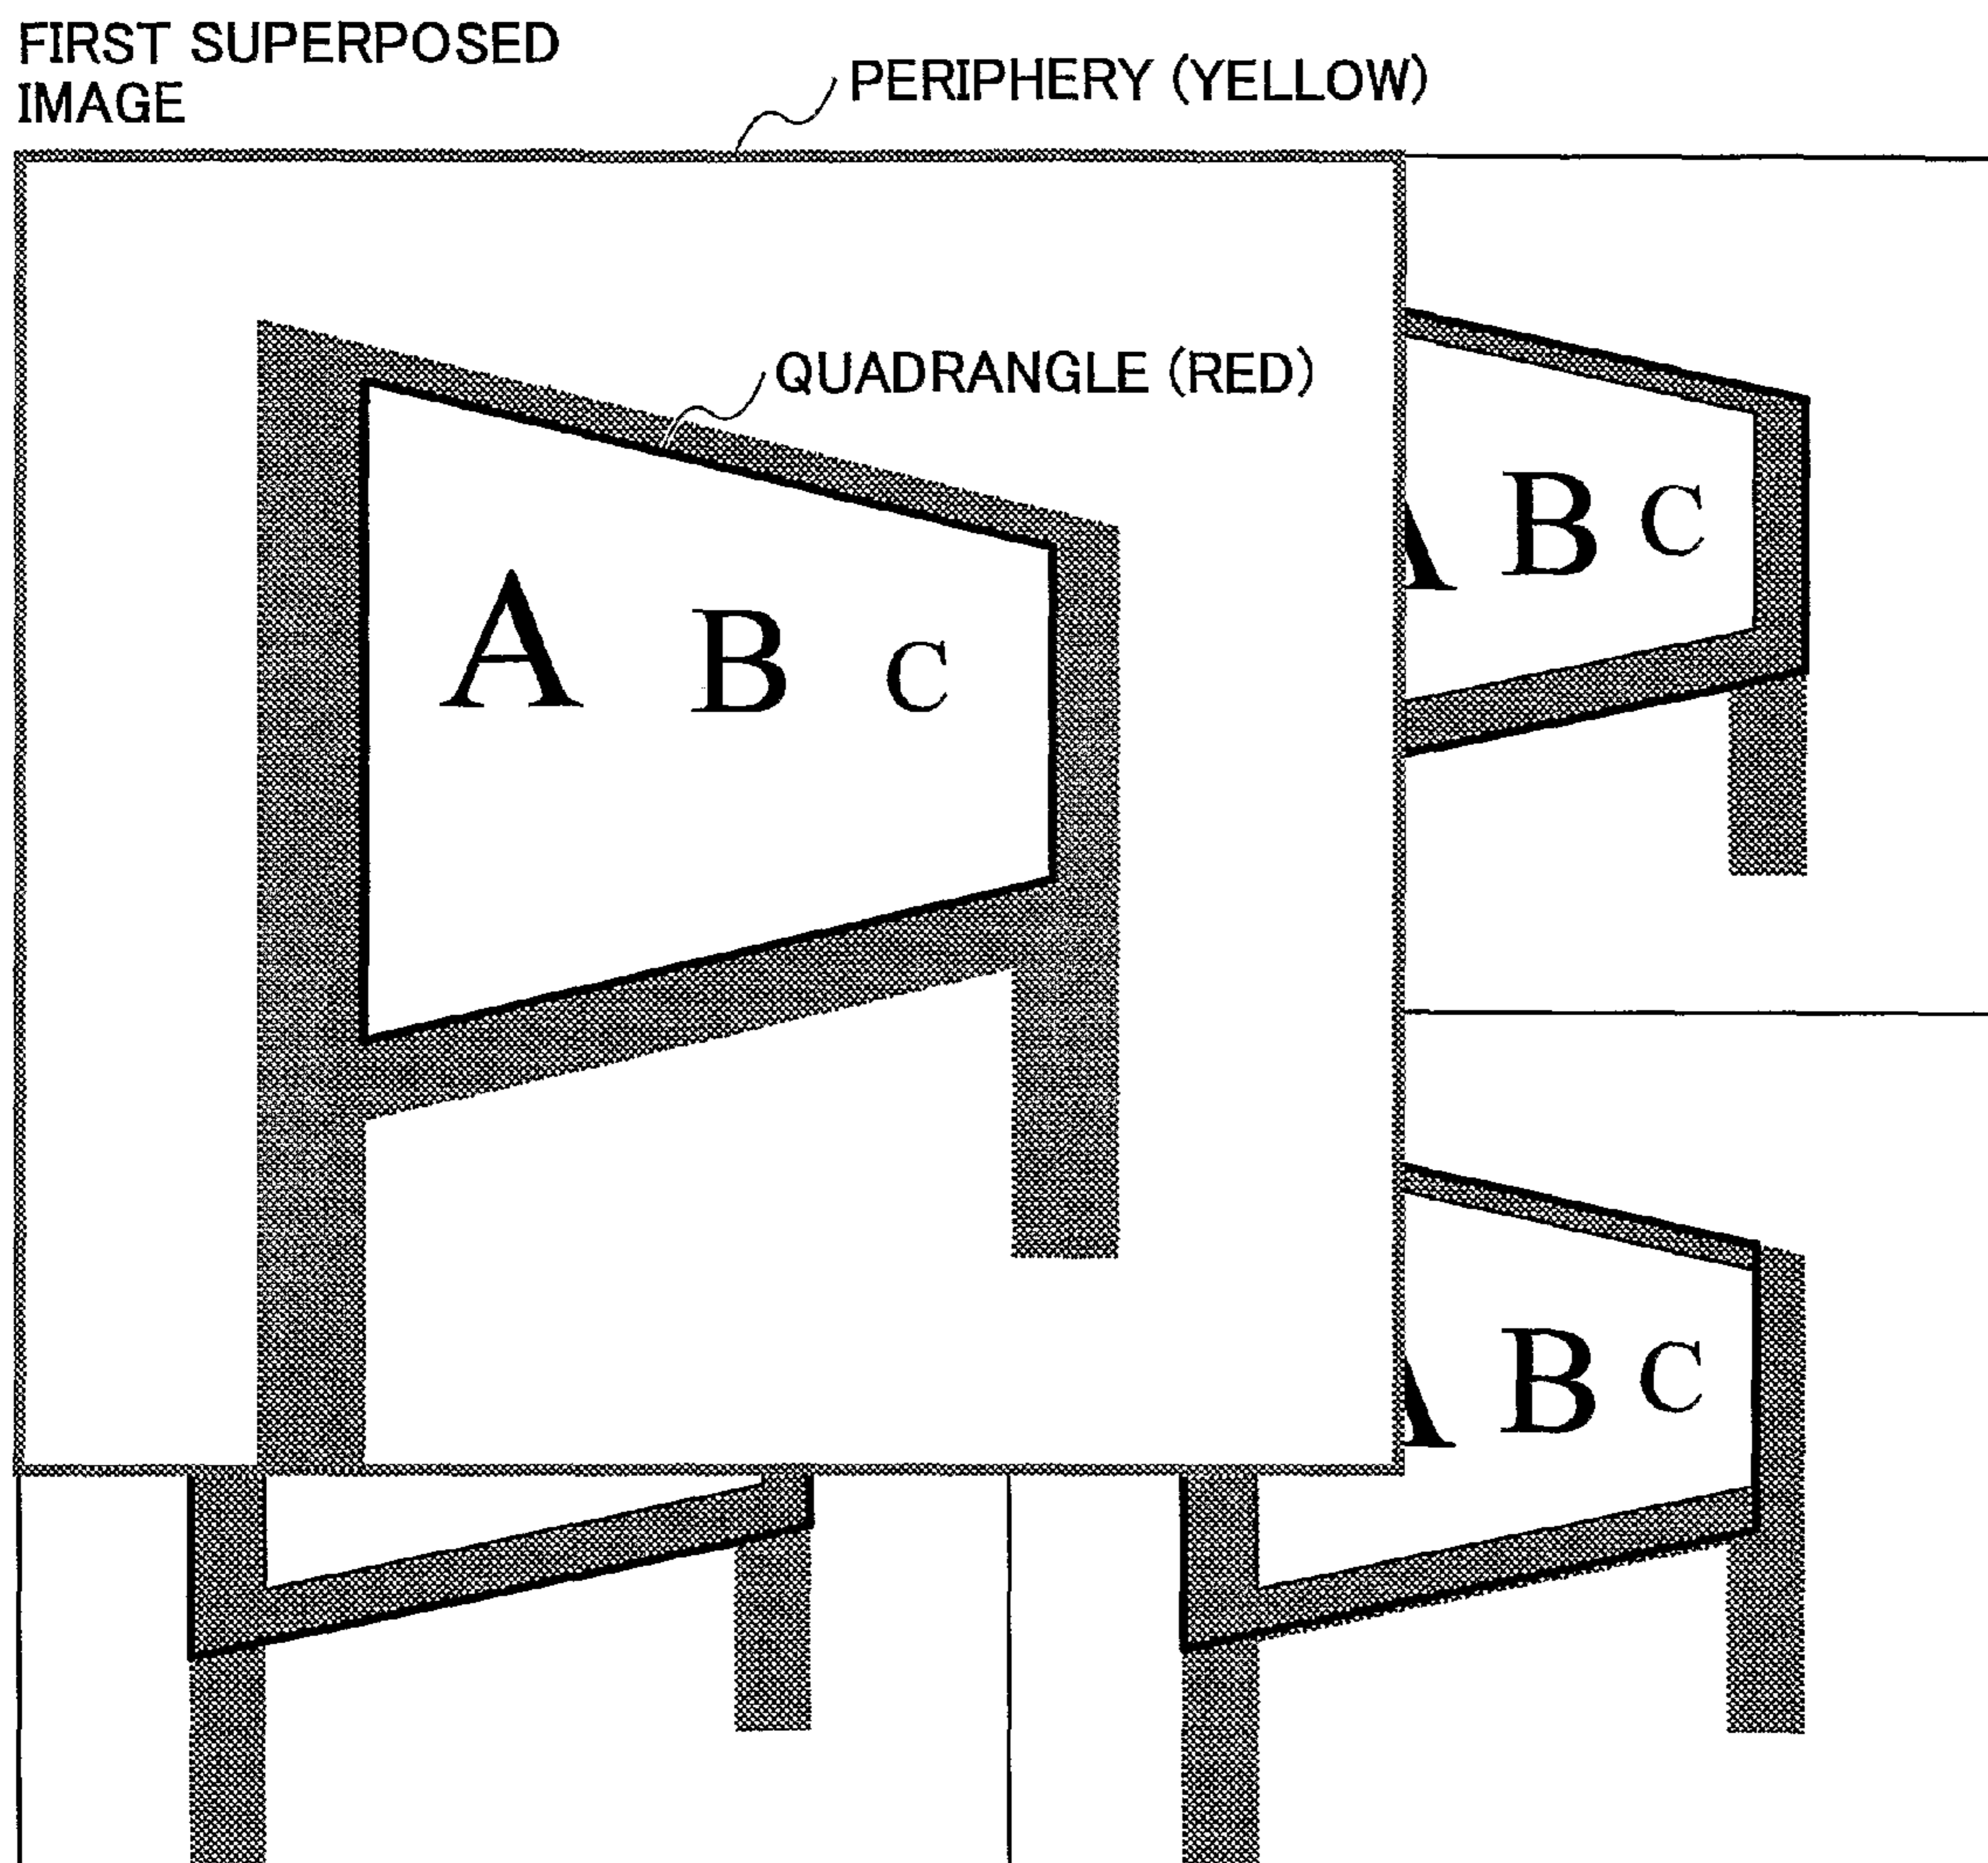 FIRST SUPERPOSED
IMAGE
PERIPHERY (YELLOW)
QUADRANGLE (RED)
A B C
A B C
A B C